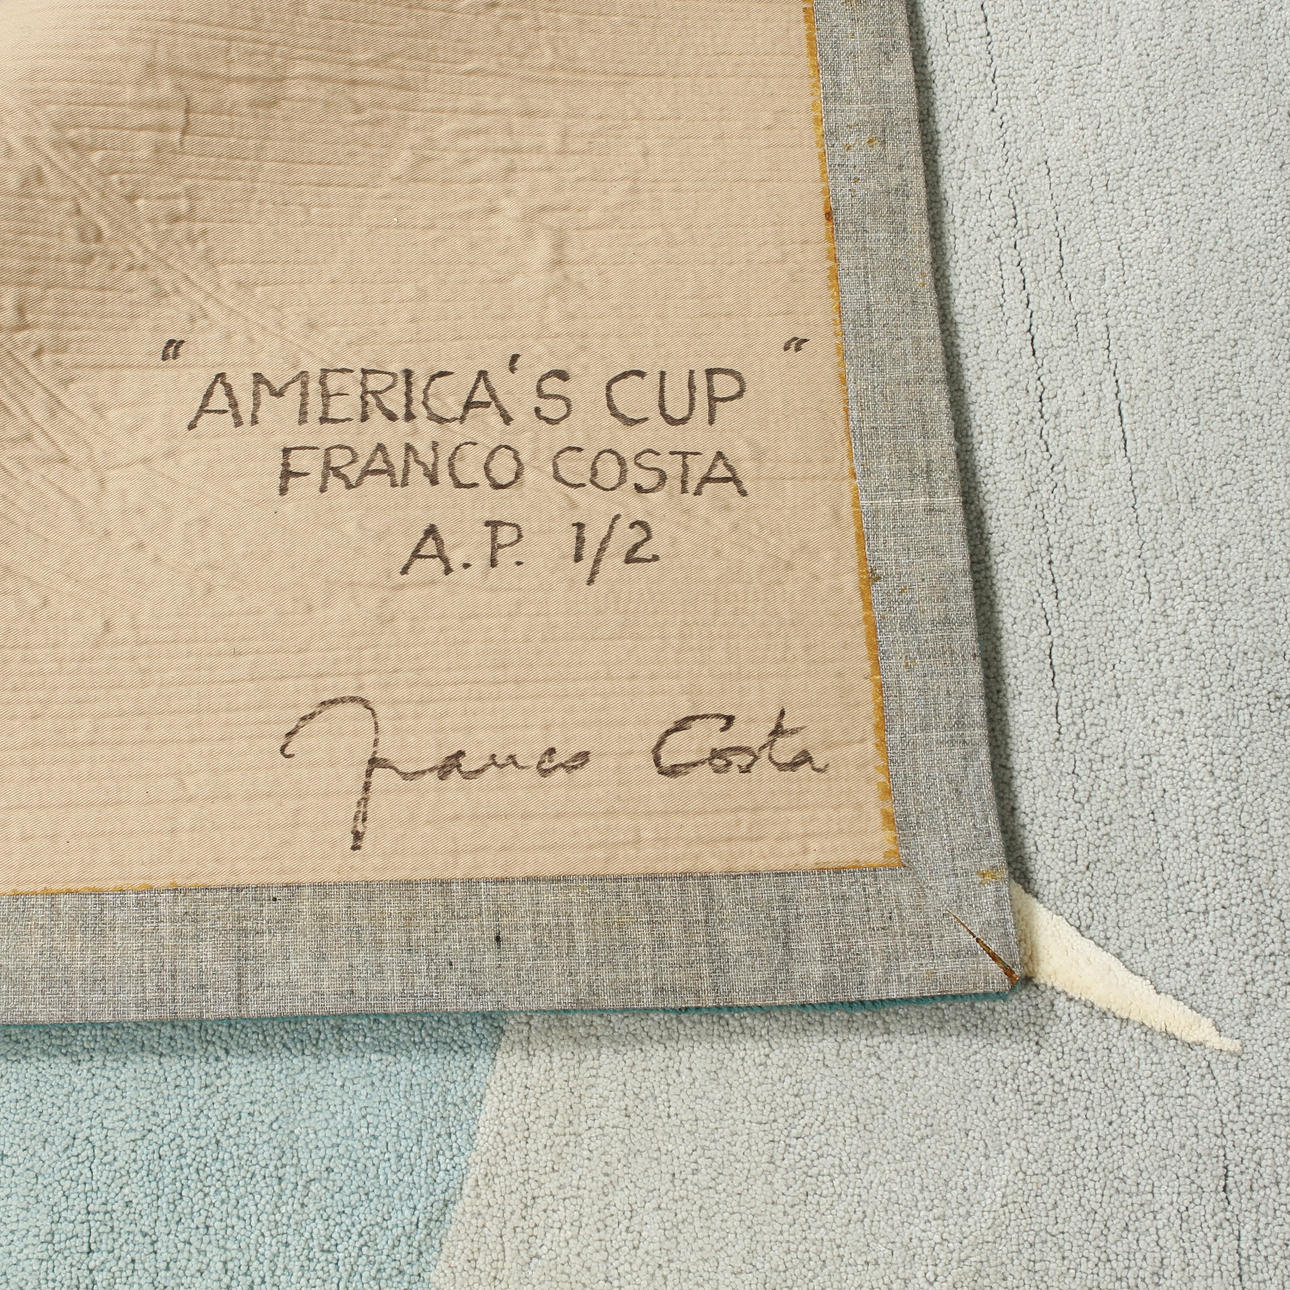 "AMERICA'S CUP"
FRANCO COSTA
A.P. 1/2
Franco Costa